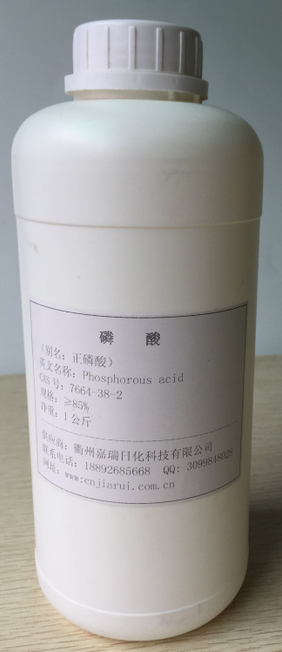 磷 酸
(别名: 正磷酸)
英文名称: Phosphorous acid
CAS号: 7664-38-2
规格: ≥85%
净重: 1公斤
供应商: 衢州嘉瑞日化科技有限公司
联系电话: 18892685668 QQ: 3099848028
网址: www.cnjiarui.com.cn